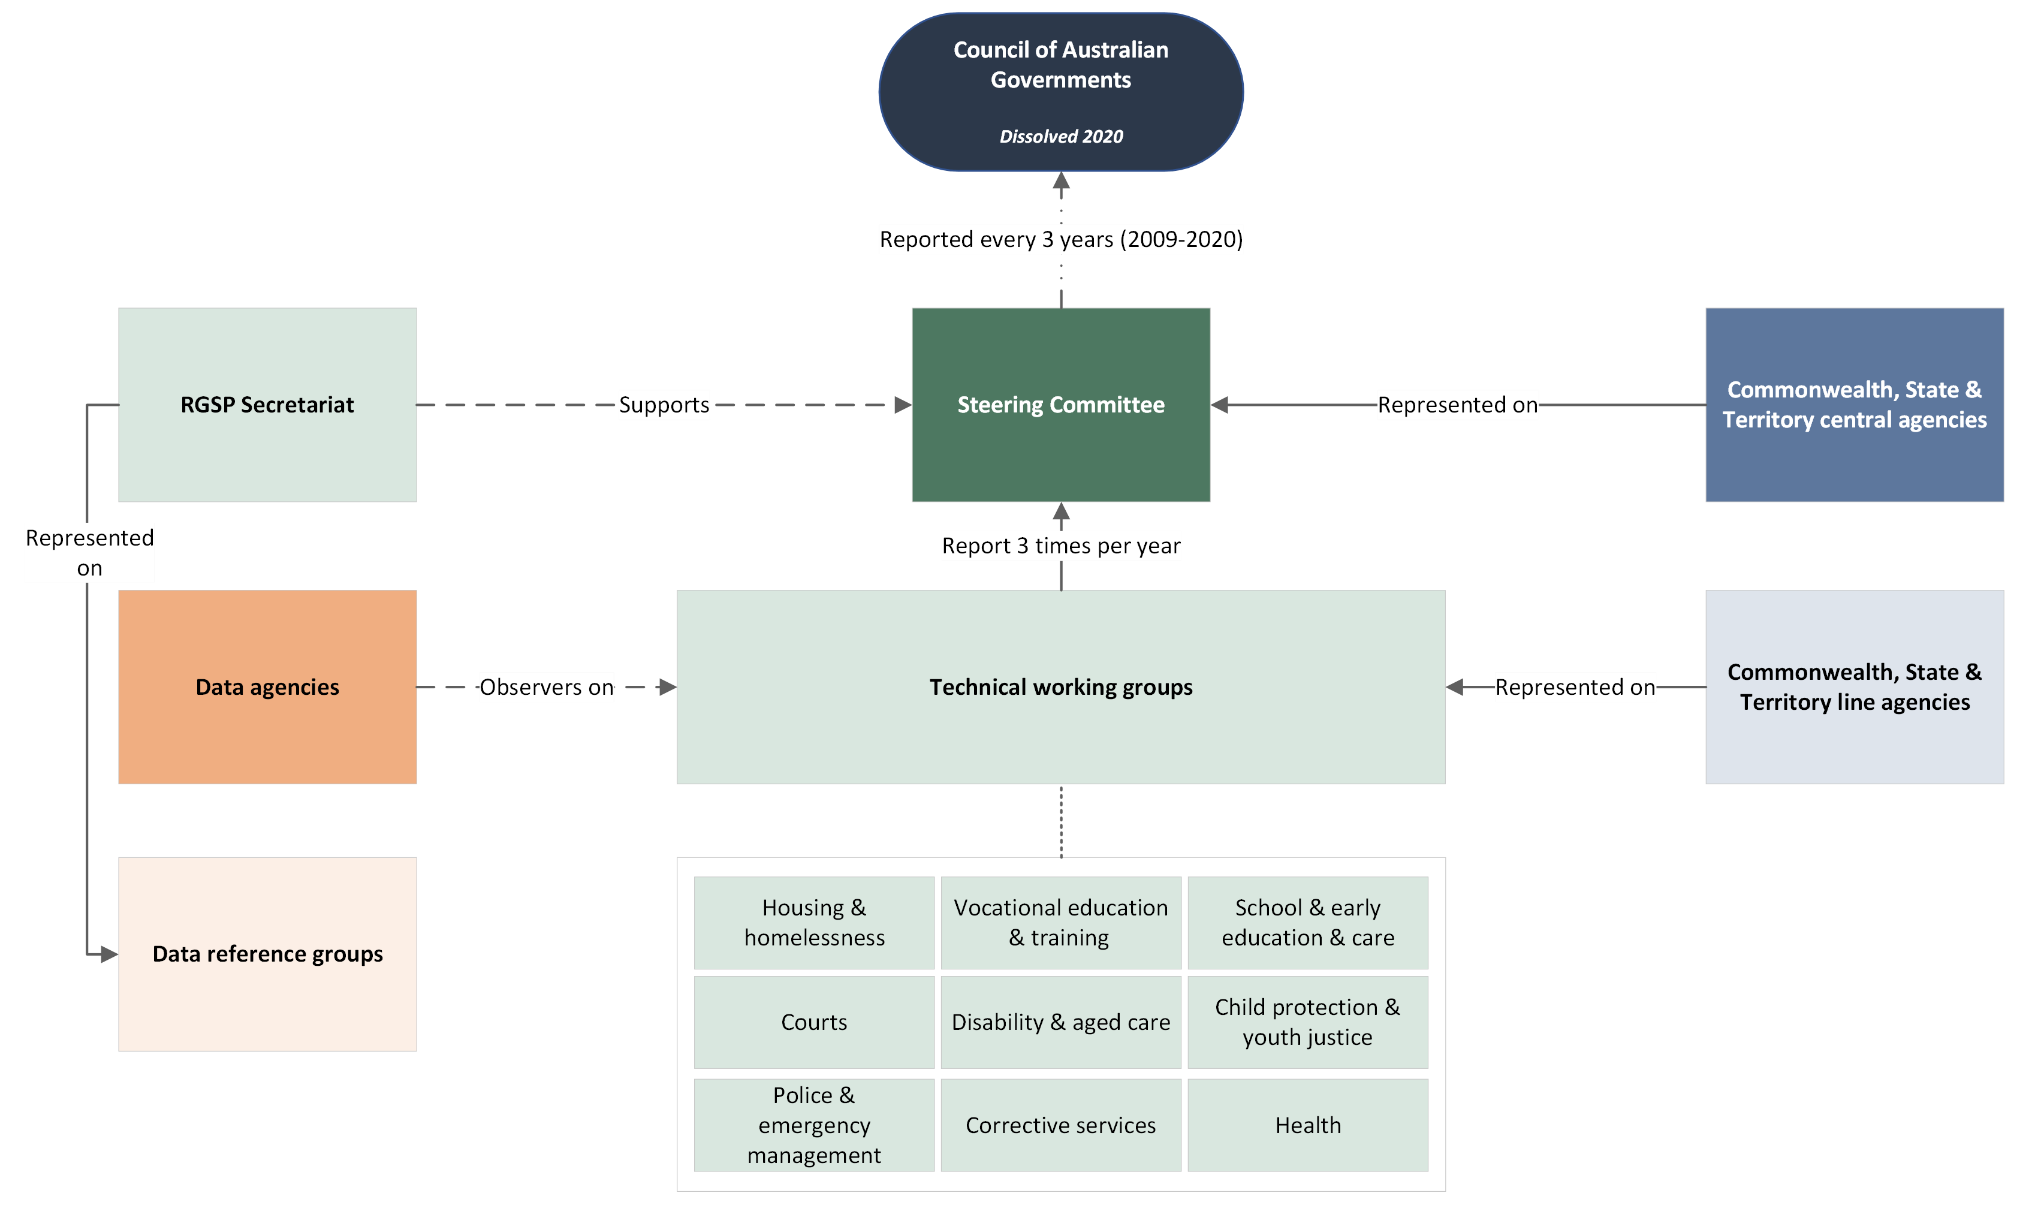 Council of Australian
Governments
Dissolved 2020
Reported every 3 years (2009-2020)
RGSP Secretariat
Supports
Steering Committee
Represented on
Commonwealth, State &
Territory central agencies
Represented
on
Report 3 times per year
Data agencies
Observers on
Technical working groups
Represented on
Commonwealth, State &
Territory line agencies
Data reference groups
Housing &
homelessness
Vocational education
& training
School & early
education & care
Courts
Disability & aged care
Child protection &
youth justice
Police &
emergency
management
Corrective services
Health